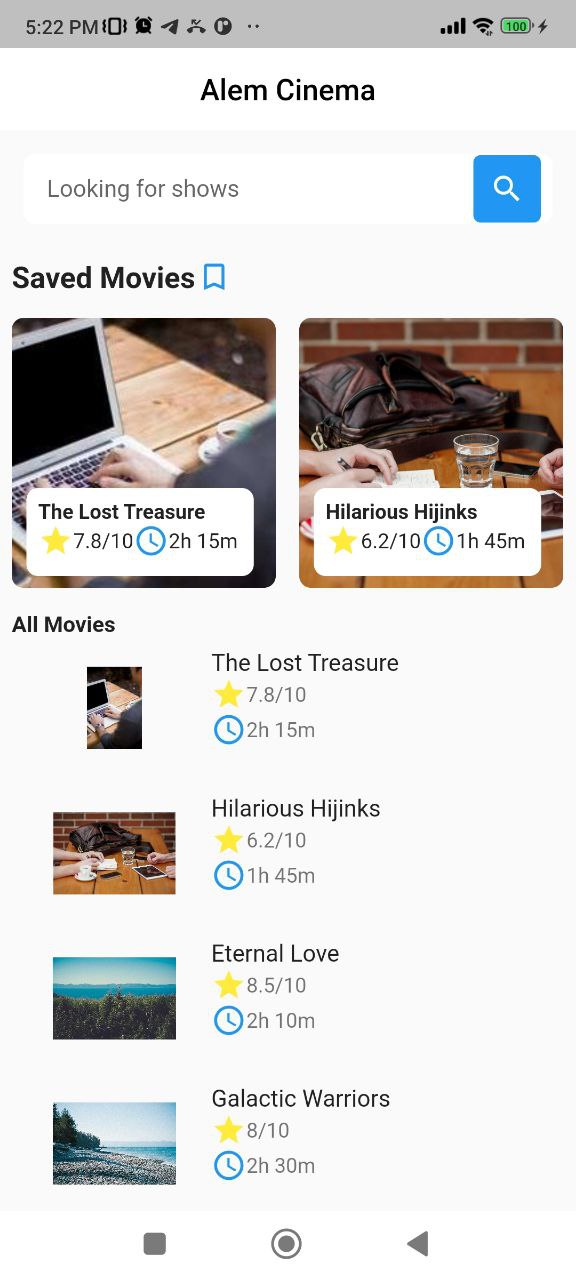 5:22 PM
100
Alem Cinema
Looking for shows
Saved Movies
The Lost Treasure
7.8/10 2h 15m
Hilarious Hijinks
6.2/10 1h 45m
All Movies
The Lost Treasure
7.8/10
2h 15m
Hilarious Hijinks
6.2/10
1h 45m
Eternal Love
8.5/10
2h 10m
Galactic Warriors
8/10
2h 30m